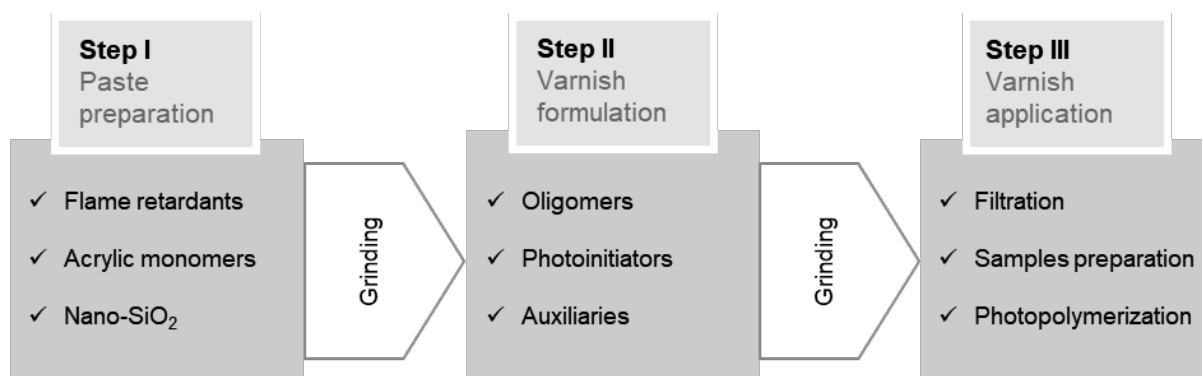 Step I
Paste
preparation
✓ Flame retardants
✓ Acrylic monomers
✓ Nano-SiO₂
Grinding
Step II
Varnish
formulation
✓ Oligomers
✓ Photoinitiators
✓ Auxiliaries
Grinding
Step III
Varnish
application
✓ Filtration
✓ Samples preparation
✓ Photopolymerization